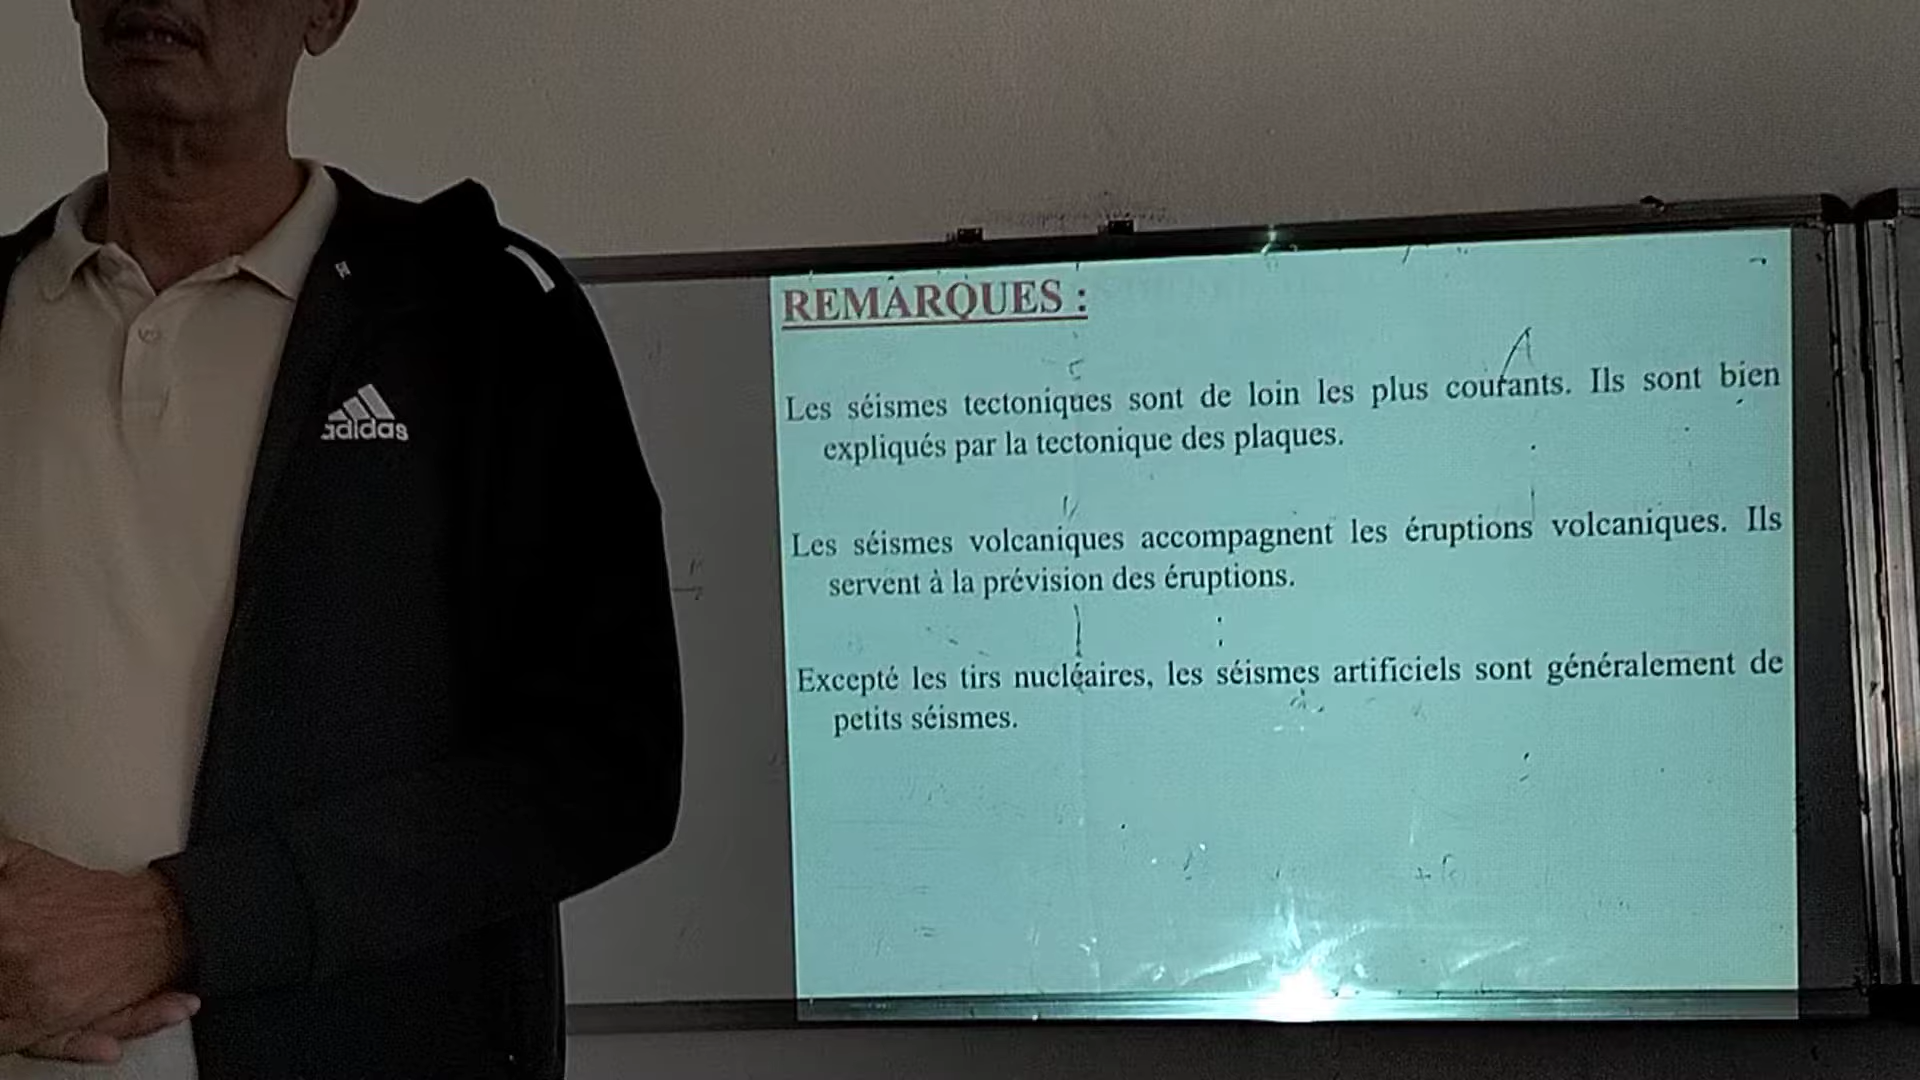 adidas
REMARQUES :
Les séismes tectoniques sont de loin les plus courants. Ils sont bien
expliqués par la tectonique des plaques.
Les séismes volcaniques accompagnent les éruptions volcaniques. Ils
servent à la prévision des éruptions.
Excepté les tirs nucléaires, les séismes artificiels sont généralement de
petits séismes.